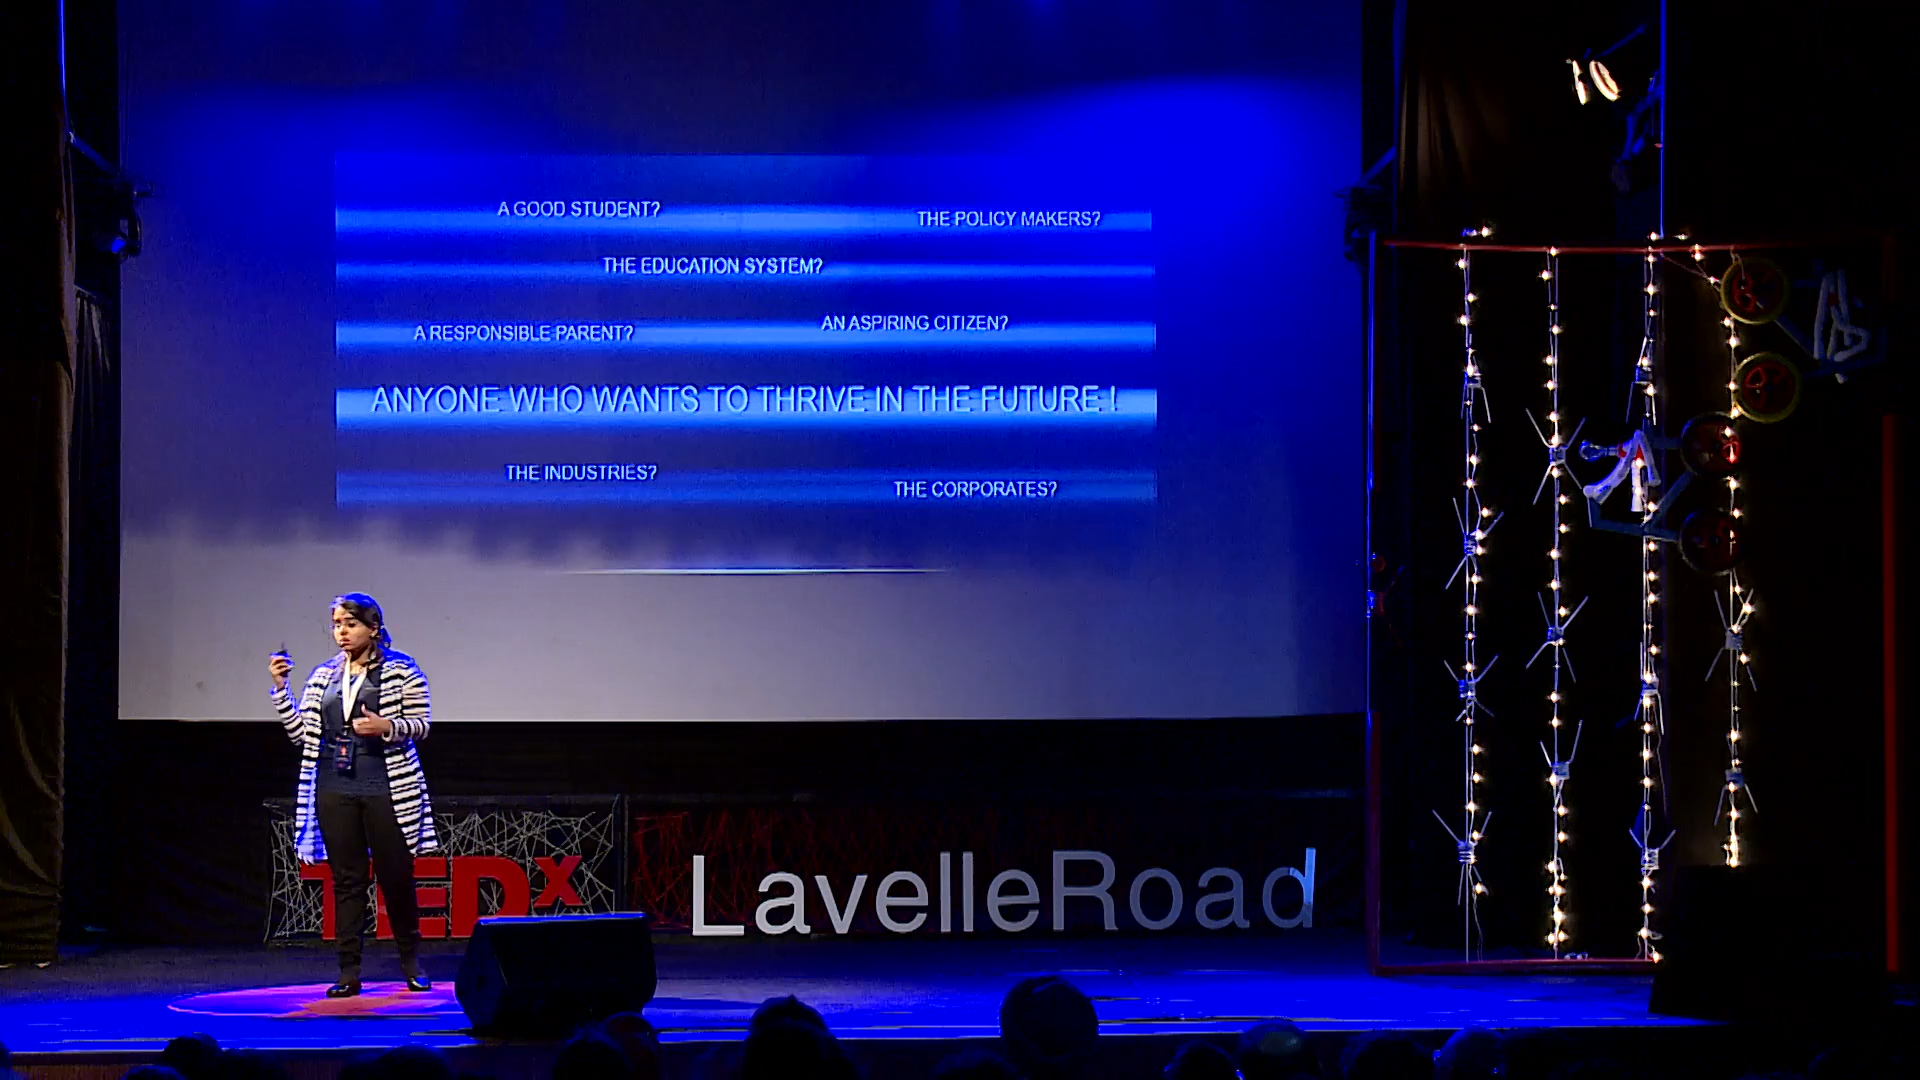 A GOOD STUDENT?
THE POLICY MAKERS?
THE EDUCATION SYSTEM?
AN ASPIRING CITIZEN?
A RESPONSIBLE PARENT?
ANYONE WHO WANTS TO THRIVE IN THE FUTURE !
THE INDUSTRIES?
THE CORPORATES?
TEDx LavelleRoad